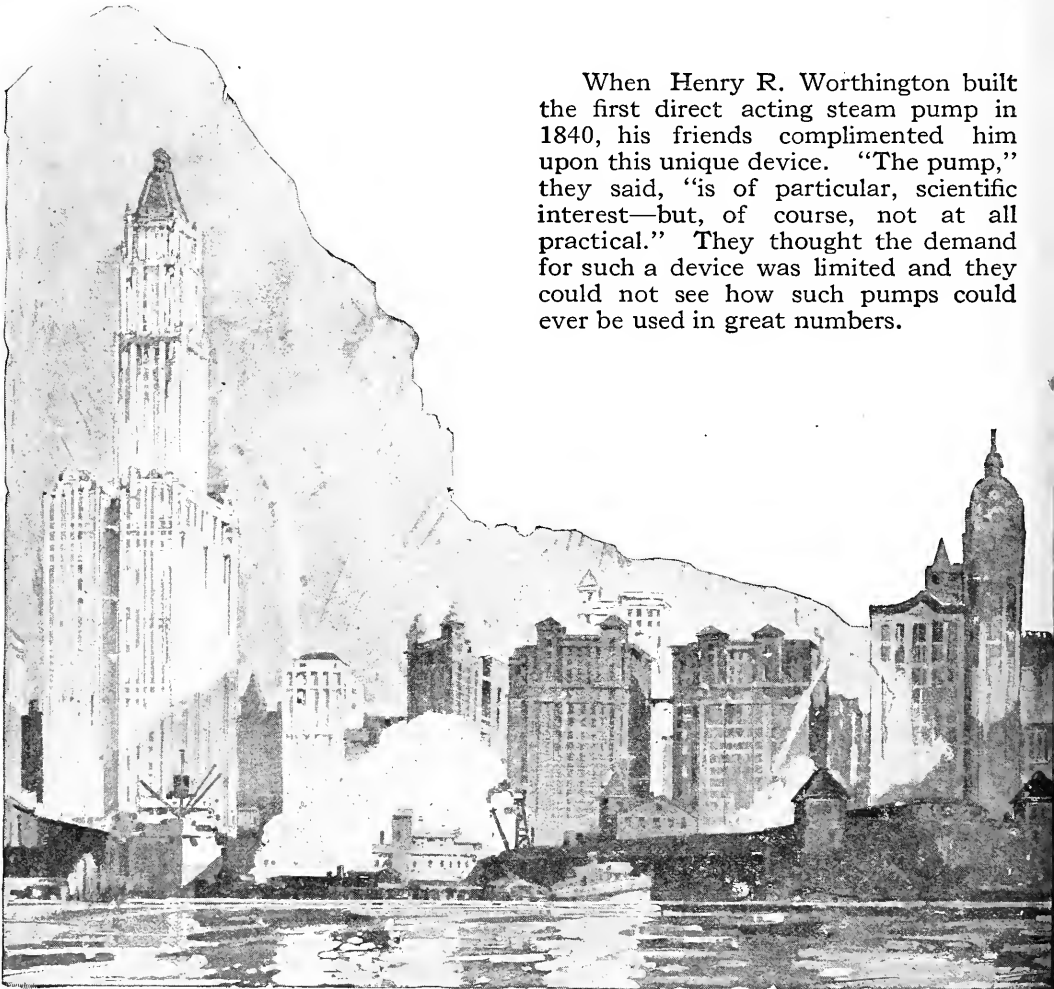 When Henry R. Worthington built
the first direct acting steam pump in
1840, his friends complimented him
upon this unique device. “The pump,”
they said, “is of particular, scientific
interest—but, of course, not at all
practical.” They thought the demand
for such a device was limited and they
could not see how such pumps could
ever be used in great numbers.